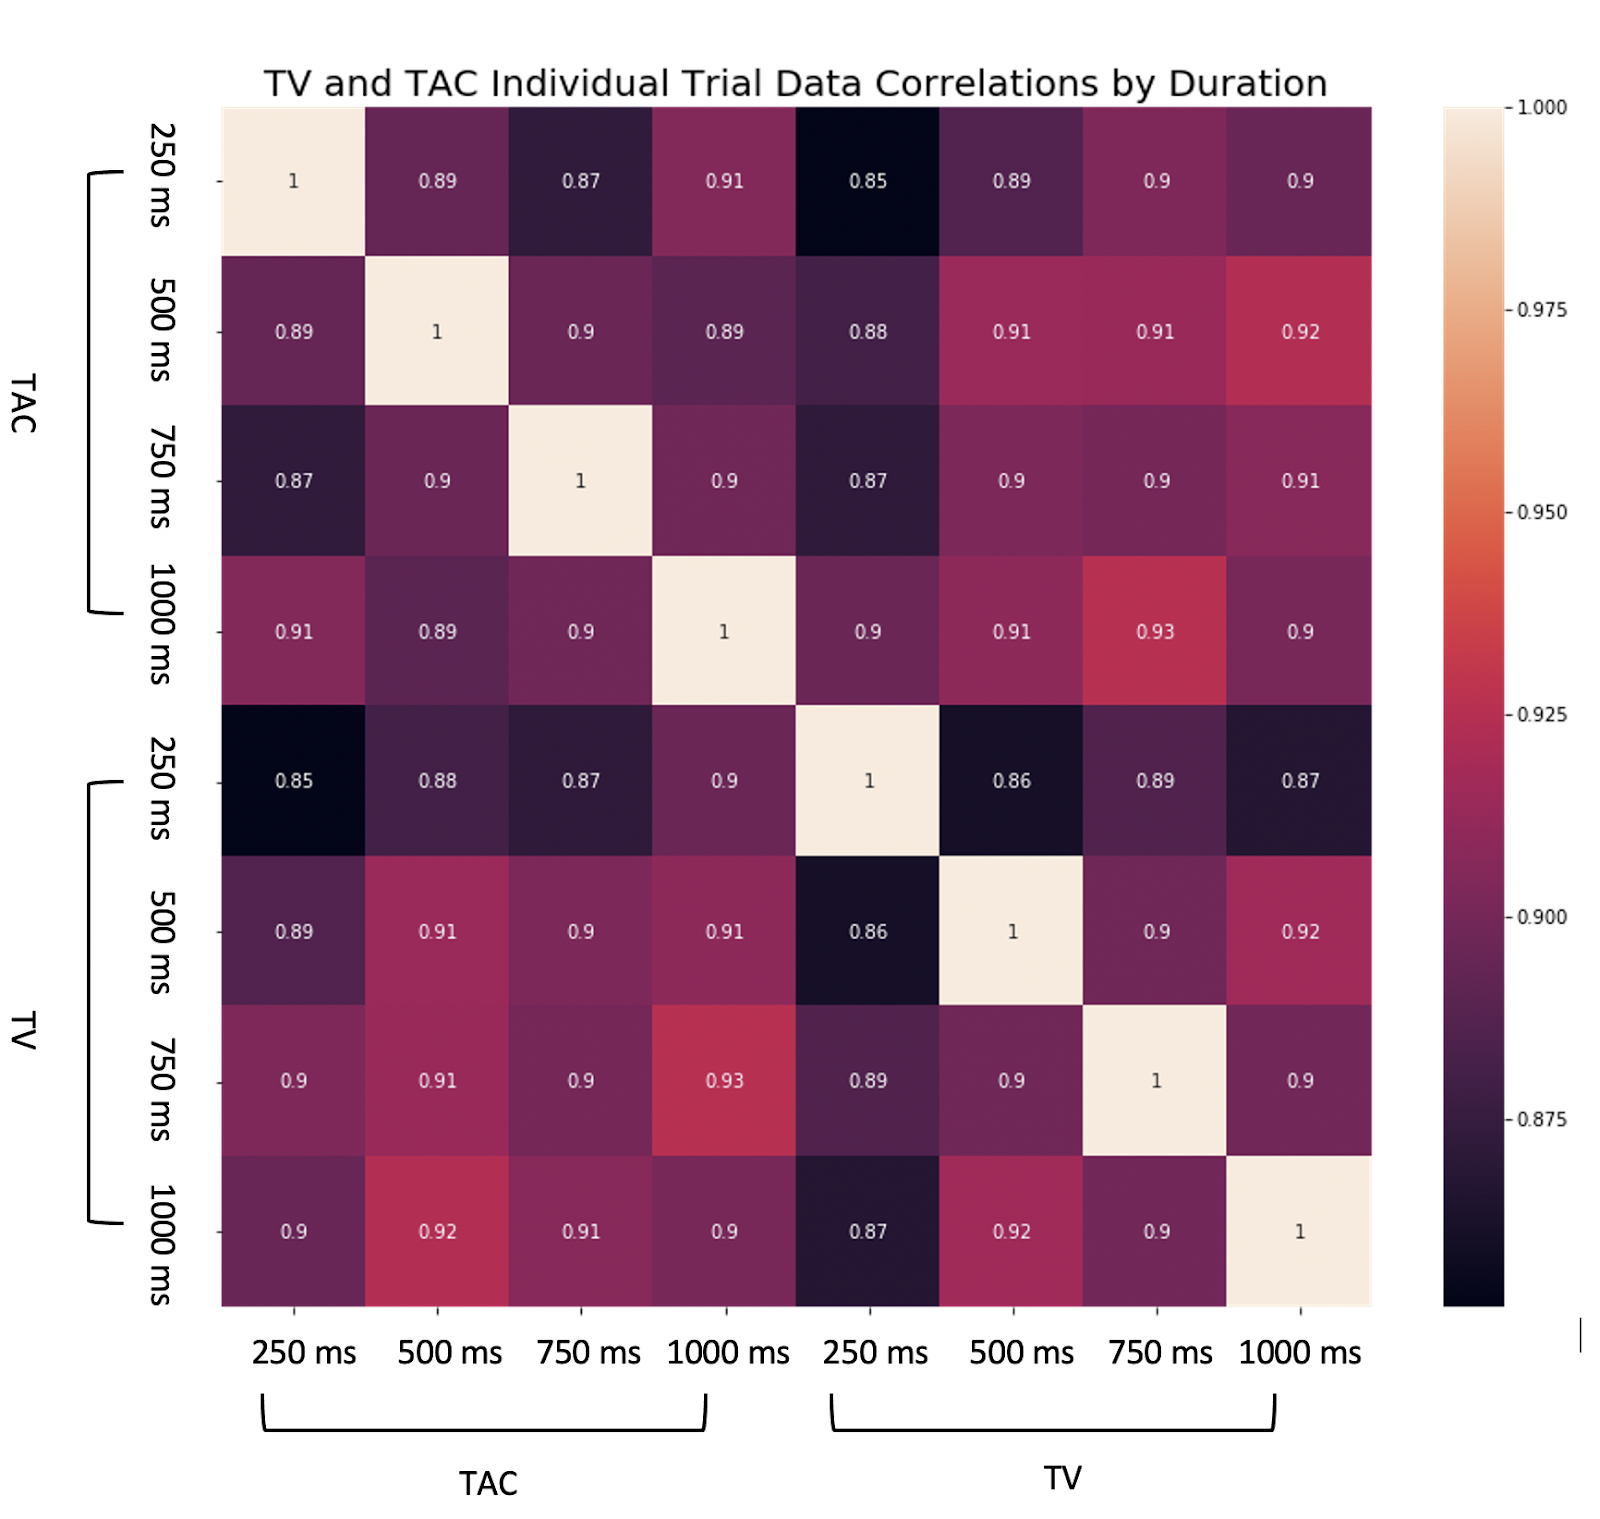 TV and TAC Individual Trial Data Correlations by Duration
TAC
TV
250 ms
1 0.89 0.87 0.91 0.85 0.89 0.9 0.9
500 ms
0.89 1 0.9 0.89 0.88 0.91 0.91 0.92
750 ms
0.87 0.9 1 0.9 0.87 0.9 0.9 0.91
1000 ms
0.91 0.89 0.9 1 0.9 0.91 0.93 0.9
250 ms
0.85 0.88 0.87 0.9 1 0.86 0.89 0.87
500 ms
0.89 0.91 0.9 0.91 0.86 1 0.9 0.92
750 ms
0.9 0.91 0.9 0.93 0.89 0.9 1 0.9
1000 ms
0.9 0.92 0.91 0.9 0.87 0.92 0.9 1
250 ms 500 ms 750 ms 1000 ms 250 ms 500 ms 750 ms 1000 ms
TAC
TV
1.000
0.975
0.950
0.925
0.900
0.875